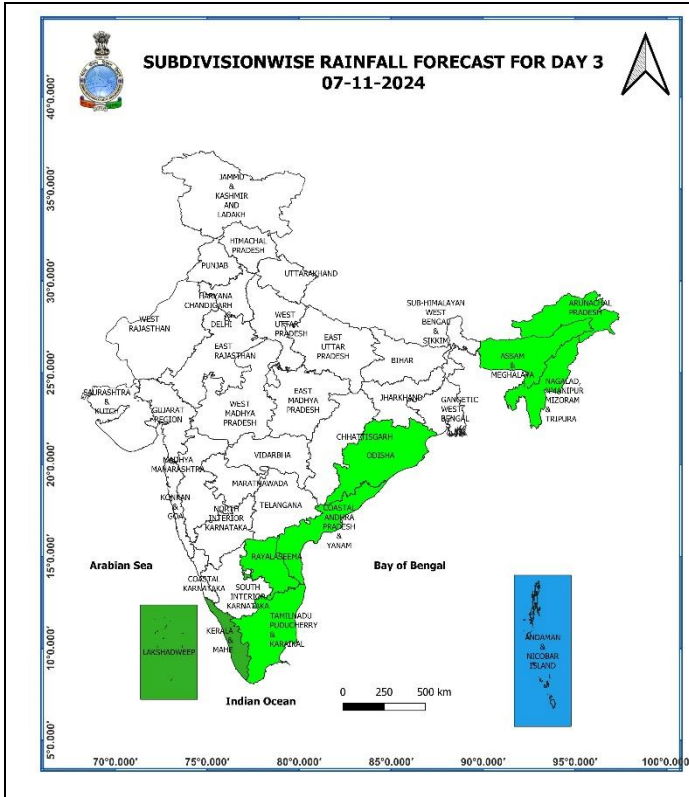 SUBDIVISIONWISE RAINFALL FORECAST FOR DAY 3
07-11-2024
40°0.000'
35°0.000'
30°0.000'
25°0.000'
20°0.000'
15°0.000'
10°0.000'
5°0.000'
JAMMU
&
KASHMIR
AND
LADAKH
HIMACHAL
PRADESH
PUNJAB
UTTARAKHAND
HARYANA
CHANDIGARH
&
DELHI
WEST
RAJASTHAN
WEST
UTTAR
PRADESH
EAST
RAJASTHAN
EAST
UTTAR
PRADESH
SUB-HIMALAYAN
WEST
BENGAL
&
SIKKIM
ARUNACHAL
PRADESH
ASSAM
&
MEGHALAYA
NAGALAD,
MANIPUR
MIZORAM
&
TRIPURA
BIHAR
JHARKHAND
GANGETIC
WEST
BENGAL
SAURASHTRA
& KUTCH
GUJARAT
REGION
WEST
MADHYA
PRADESH
EAST
MADHYA
PRADESH
CHHATTISGARH
ODISHA
VIDARBHA
MADHYA
MAHARASHTRA
MARATHAWADA
KONKAN
&
GOA
NORTH
INTERIOR
KARNATAKA
TELANGANA
COASTAL
ANDHRA
PRADESH
&
YANAM
RAYALASEEMA
Arabian Sea
Bay of Bengal
COASTAL
KARNATAKA
SOUTH
INTERIOR
KARNATAKA
TAMILNADU
PUDUCHERRY
&
KARAIKAL
KERALA
&
MAHE
LAKSHADWEEP
ANDAMAN
&
NICOBAR
ISLAND
Indian Ocean
0 250 500 km
70°0.000' 75°0.000' 80°0.000' 85°0.000' 90°0.000' 95°0.000' 100°0.000'